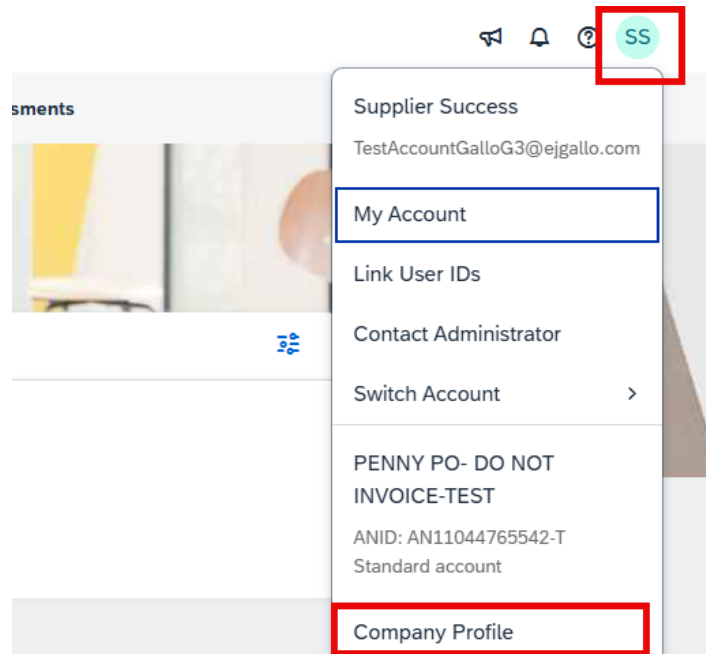 SS
sments
Supplier Success
TestAccountGalloG3@ejgallo.com
My Account
Link User IDs
Contact Administrator
Switch Account
PENNY PO- DO NOT
INVOICE-TEST
ANID: AN11044765542-T
Standard account
Company Profile